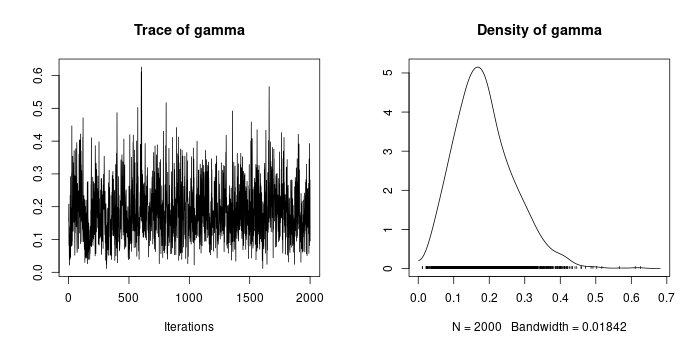 Trace of gamma
0.0 0.1 0.2 0.3 0.4 0.5 0.6
0 500 1000 1500 2000
Iterations
Density of gamma
0 1 2 3 4 5
0.0 0.1 0.2 0.3 0.4 0.5 0.6 0.7
N = 2000 Bandwidth = 0.01842